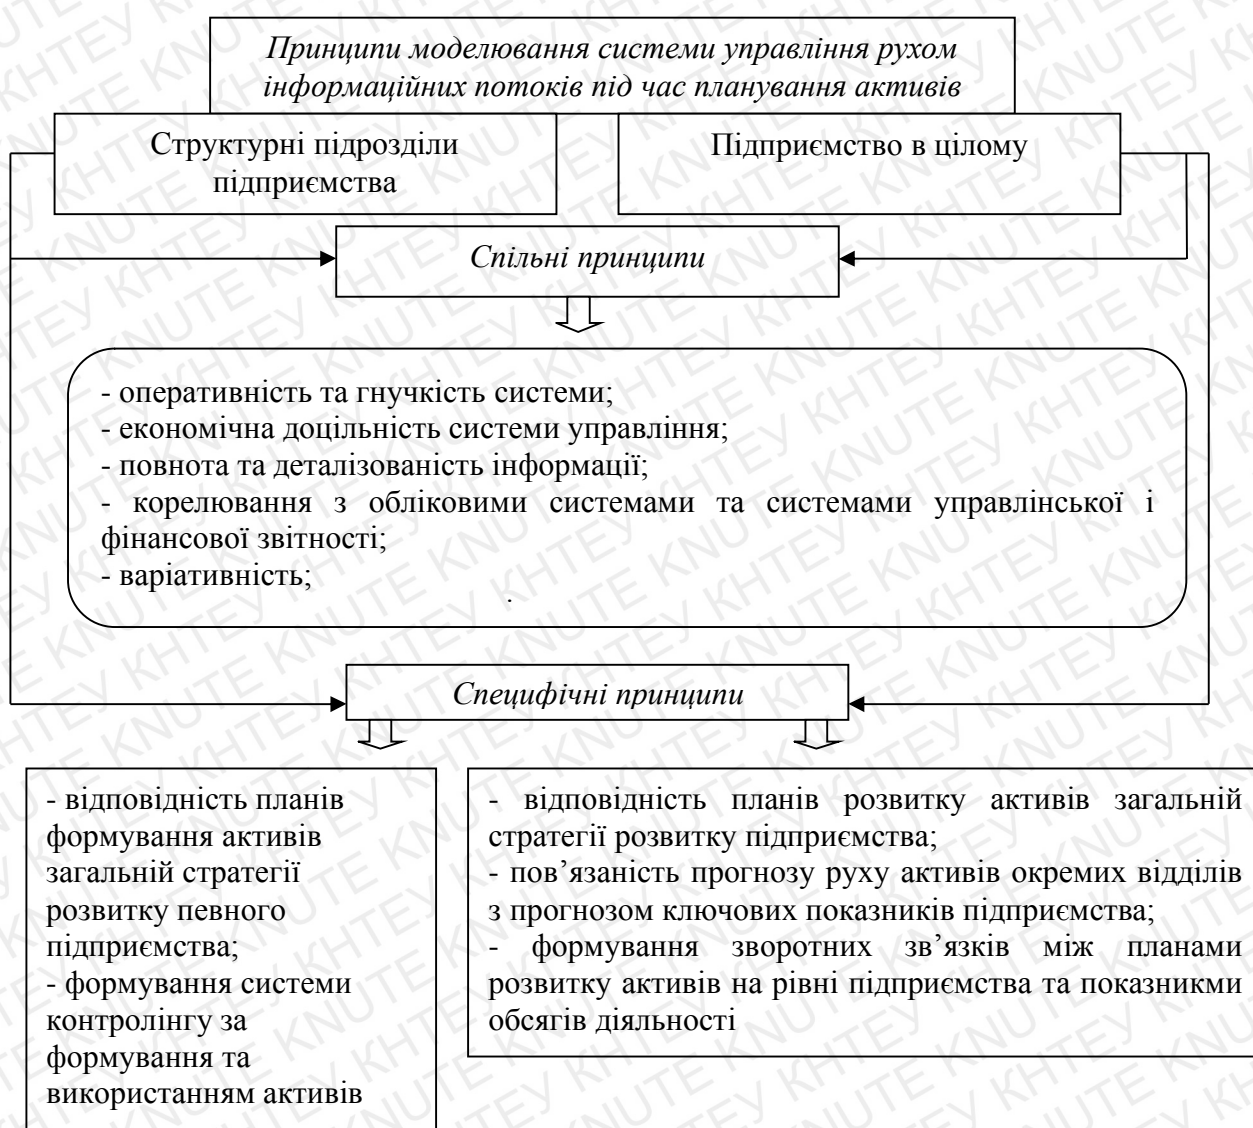 Принципи моделювання системи управління рухом
інформаційних потоків під час планування активів
Структурні підрозділи
підприємства
Підприємство в цілому
Спільні принципи
- оперативність та гнучкість системи;
- економічна доцільність системи управління;
- повнота та деталізованість інформації;
- корелювання з обліковими системами та системами управлінської і
фінансової звітності;
- варіативність;
.
Специфічні принципи
- відповідність планів
формування активів
загальній стратегії
розвитку певного
підприємства;
- формування системи
контролінгу за
формування та
використанням активів
- відповідність планів розвитку активів загальній
стратегії розвитку підприємства;
- пов’язаність прогнозу руху активів окремих відділів
з прогнозом ключових показників підприємства;
- формування зворотних зв’язків між планами
розвитку активів на рівні підприємства та показникми
обсягів діяльності